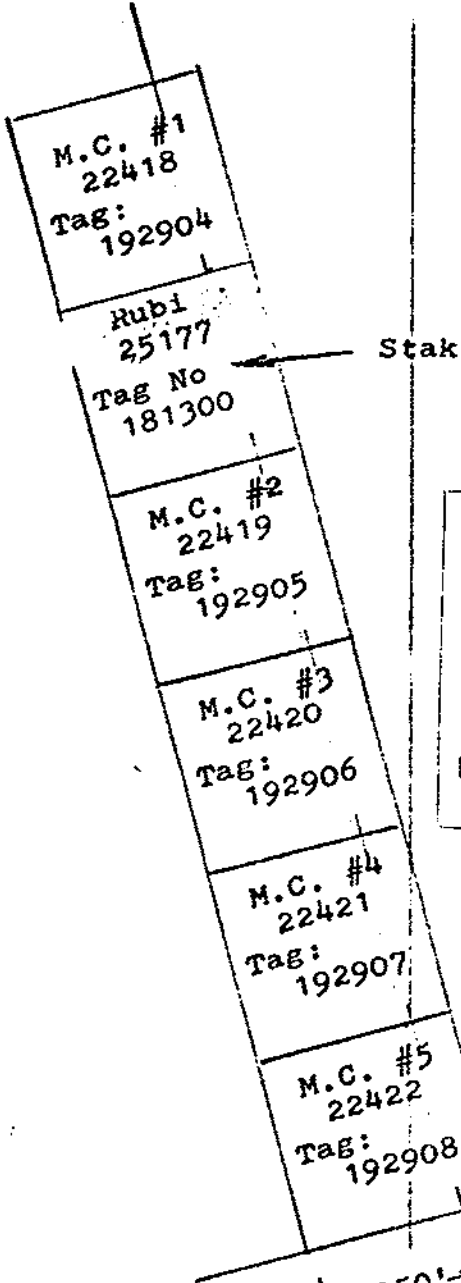 M.C. #1
22418
Tag:
192904
Rubi
25177
Tag No
181300
Stak
M.C. #2
22419
Tag:
192905
M.C. #3
22420
Tag:
192906
M.C. #4
22421
Tag:
192907
M.C. #5
22422
Tag:
192908